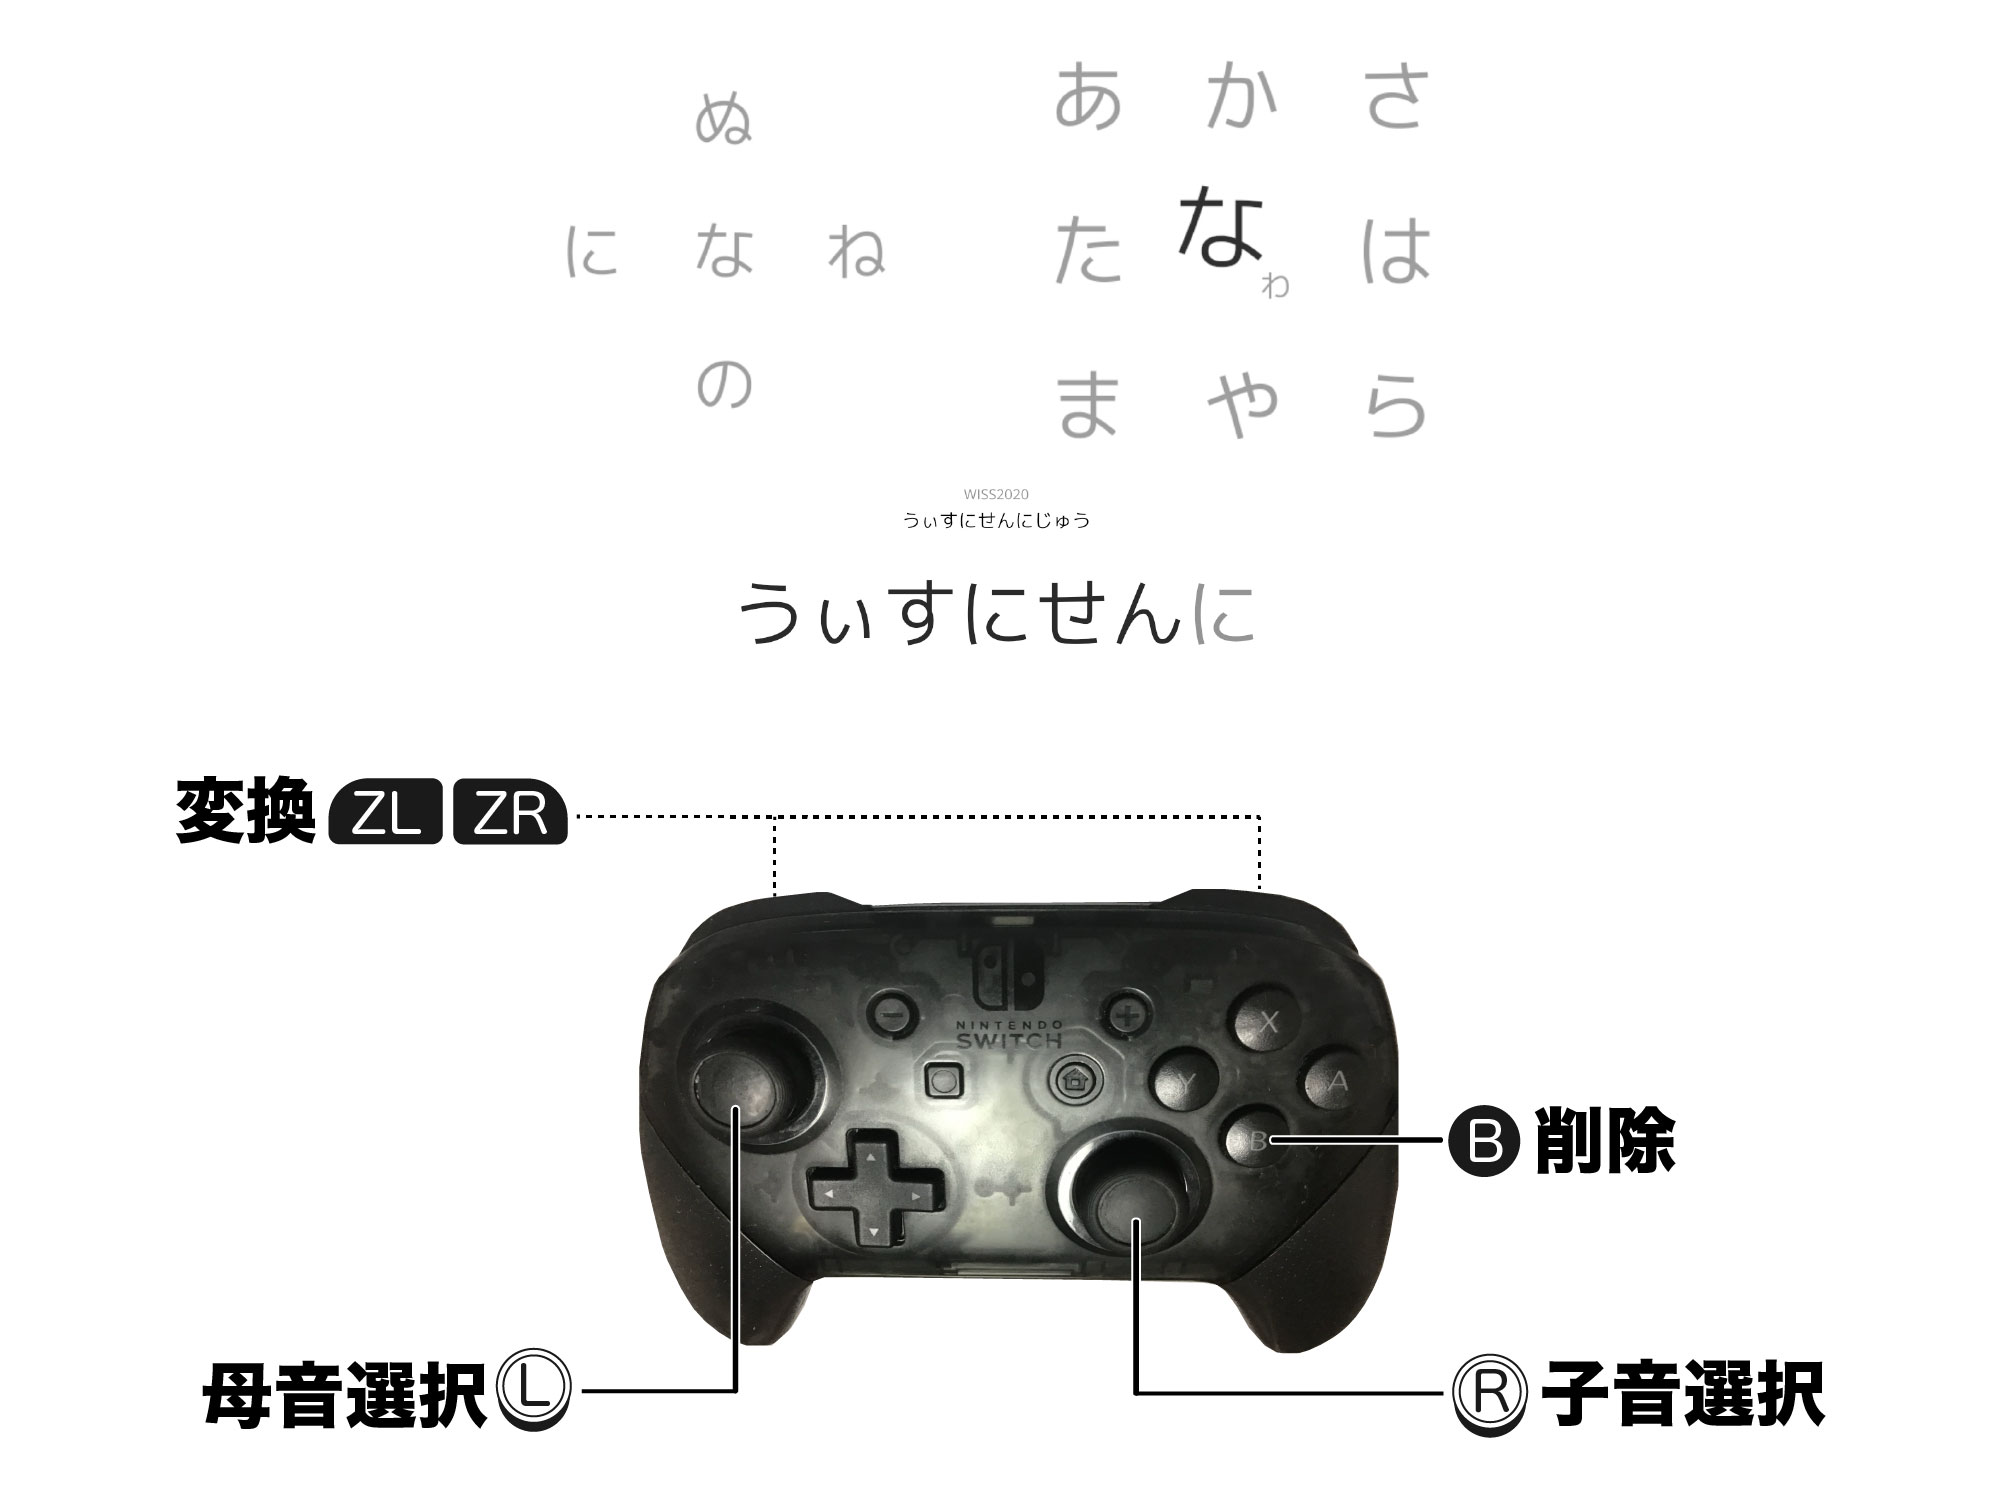 ぬ
に な ね
の
あ か さ
た な は
わ
ま や ら
WISS2020
うぃすにせんにじゅう
うぃすにせんに
変換 ZL ZR
NINTENDO
SWITCH
X
Y
A
B
B 削除
母音選択 L
R 子音選択